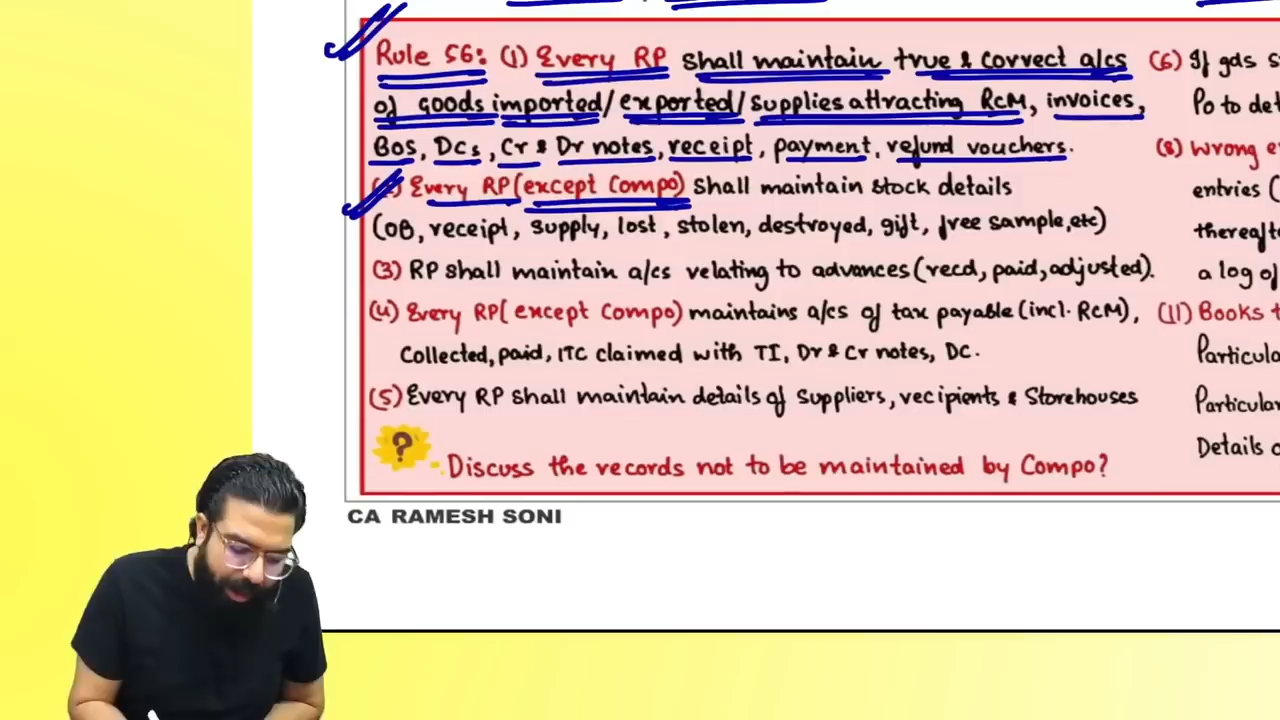 Rule 56: (1) Every RP shall maintain true & correct a/cs
of goods imported/exported/supplies attracting RCM, invoices,
Bos, DCs, Cr & Dr notes, receipt, payment, refund vouchers.
Every RP(except Compo) shall maintain stock details
(OB, receipt, supply, lost, stolen, destroyed, gift, free sample, etc)
(3) RP shall maintain a/cs relating to advances (recd, paid, adjusted).
(4) Every RP(except Compo) maintains a/cs of tax payable (incl. RCM),
Collected, paid, ITC claimed with TI, Dr & Cr notes, DC.
(5) Every RP shall maintain details of suppliers, recipients & Storehouses
? Discuss the records not to be maintained by Compo?
(6) If gds
Po to
(8) Wrong
entries
a log of
(11) Books
Details
CA RAMESH SONI